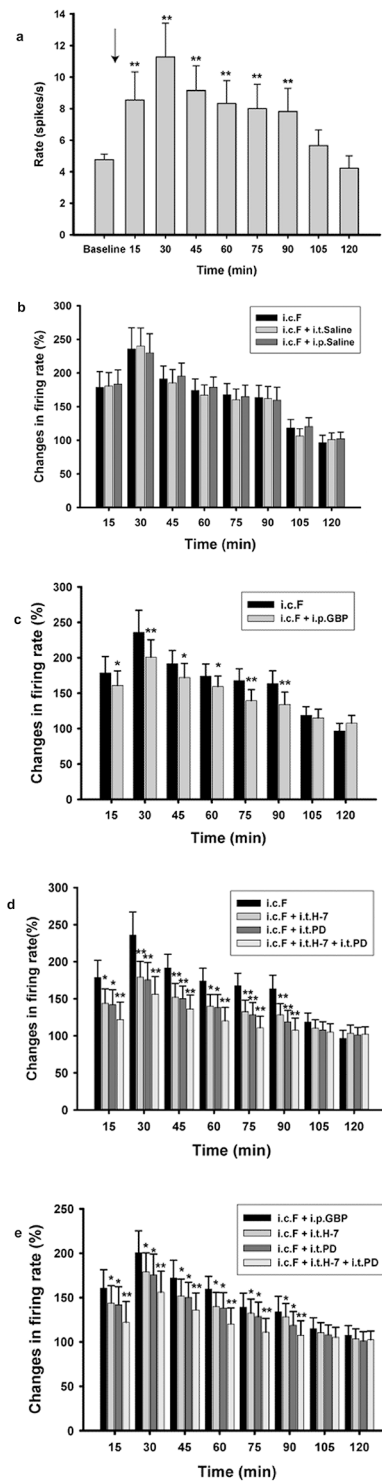 a
14
12
10
8
6
4
2
0
Rate (spikes/s)
** ** ** ** ** **
Baseline 15 30 45 60 75 90 105 120
Time (min)
b
300
250
200
150
100
50
0
Changes in firing rate (%)
i.c.F
i.c.F + i.t.Saline
i.c.F + i.p.Saline
15 30 45 60 75 90 105 120
Time (min)
c
300
250
200
150
100
50
0
Changes in firing rate (%)
i.c.F
i.c.F + i.p.GBP
* ** * * ** **
15 30 45 60 75 90 105 120
Time (min)
d
300
250
200
150
100
50
0
Changes in firing rate(%)
i.c.F
i.c.F + i.t.H-7
i.c.F + i.t.PD
i.c.F + i.t.H-7 + i.t.PD
* * ** ** ** ** ** ** ** * * ** ** ** ** ** ** **
15 30 45 60 75 90 105 120
Time (min)
e
250
200
150
100
50
0
Changes in firing rate (%)
i.c.F + i.p.GBP
i.c.F + i.t.H-7
i.c.F + i.t.PD
i.c.F + i.t.H-7 + i.t.PD
* * ** * * ** * * ** * * ** * * ** * * **
15 30 45 60 75 90 105 120
Time (min)